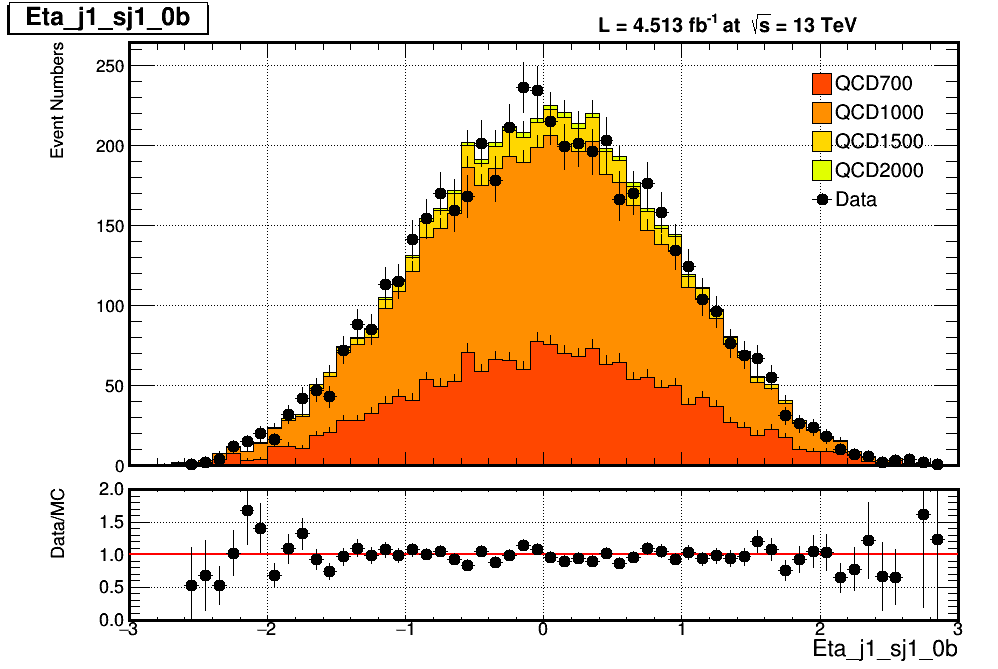 Eta_j1_sj1_0b
L = 4.513 fb-1 at √s = 13 TeV
Event Numbers
250
200
150
100
50
0
QCD700
QCD1000
QCD1500
QCD2000
Data
Data/MC
2.0
1.5
1.0
0.5
0.0
−3 −2 −1 0 1 2 3
Eta_j1_sj1_0b